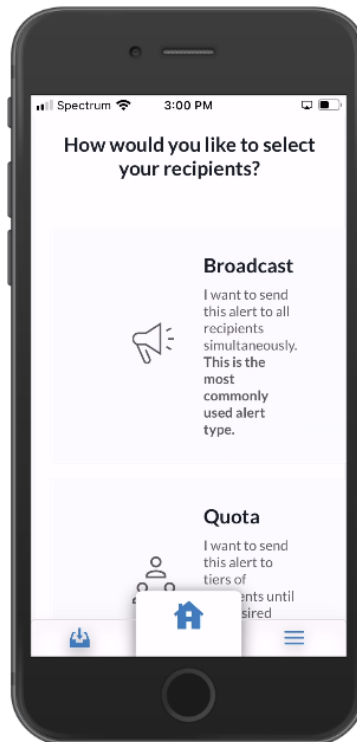 Spectrum 3:00 PM
How would you like to select
your recipients?
Broadcast
I want to send
this alert to all
recipients
simultaneously.
This is the
most
commonly
used alert
type.
Quota
I want to send
this alert to
tiers of
ents until
sired